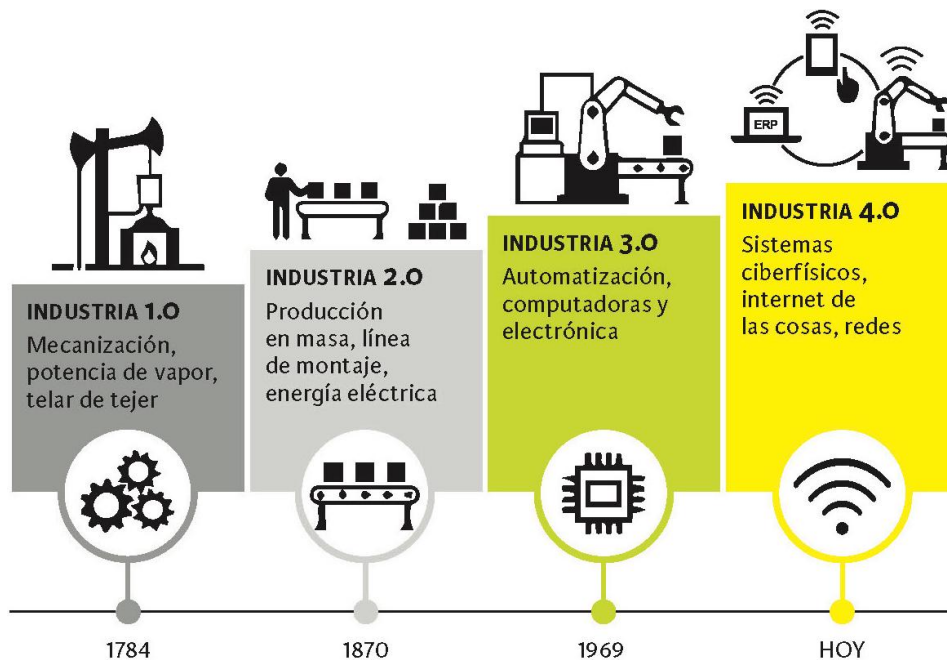 ERP
INDUSTRIA 1.0
Mecanización,
potencia de vapor,
telar de tejer
INDUSTRIA 2.0
Producción
en masa, línea
de montaje,
energía eléctrica
INDUSTRIA 3.0
Automatización,
computadoras y
electrónica
INDUSTRIA 4.0
Sistemas
ciberfísicos,
internet de
las cosas, redes
1784
1870
1969
HOY